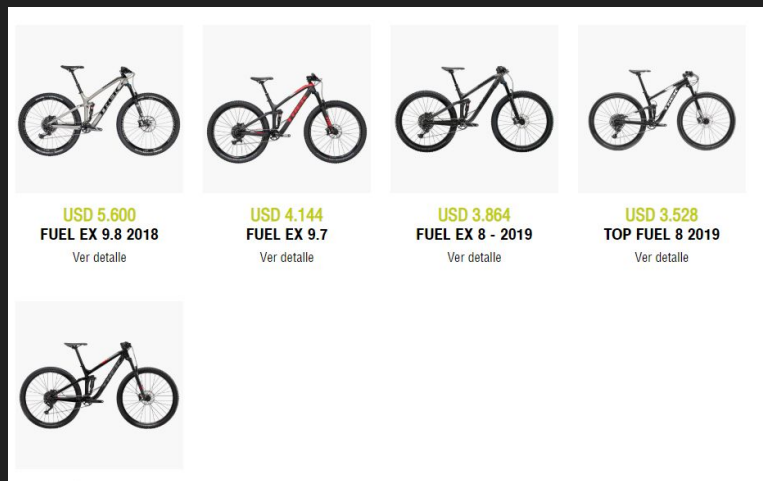 USD 5.600
FUEL EX 9.8 2018
Ver detalle
USD 4.144
FUEL EX 9.7
Ver detalle
USD 3.864
FUEL EX 8 - 2019
Ver detalle
USD 3.528
TOP FUEL 8 2019
Ver detalle